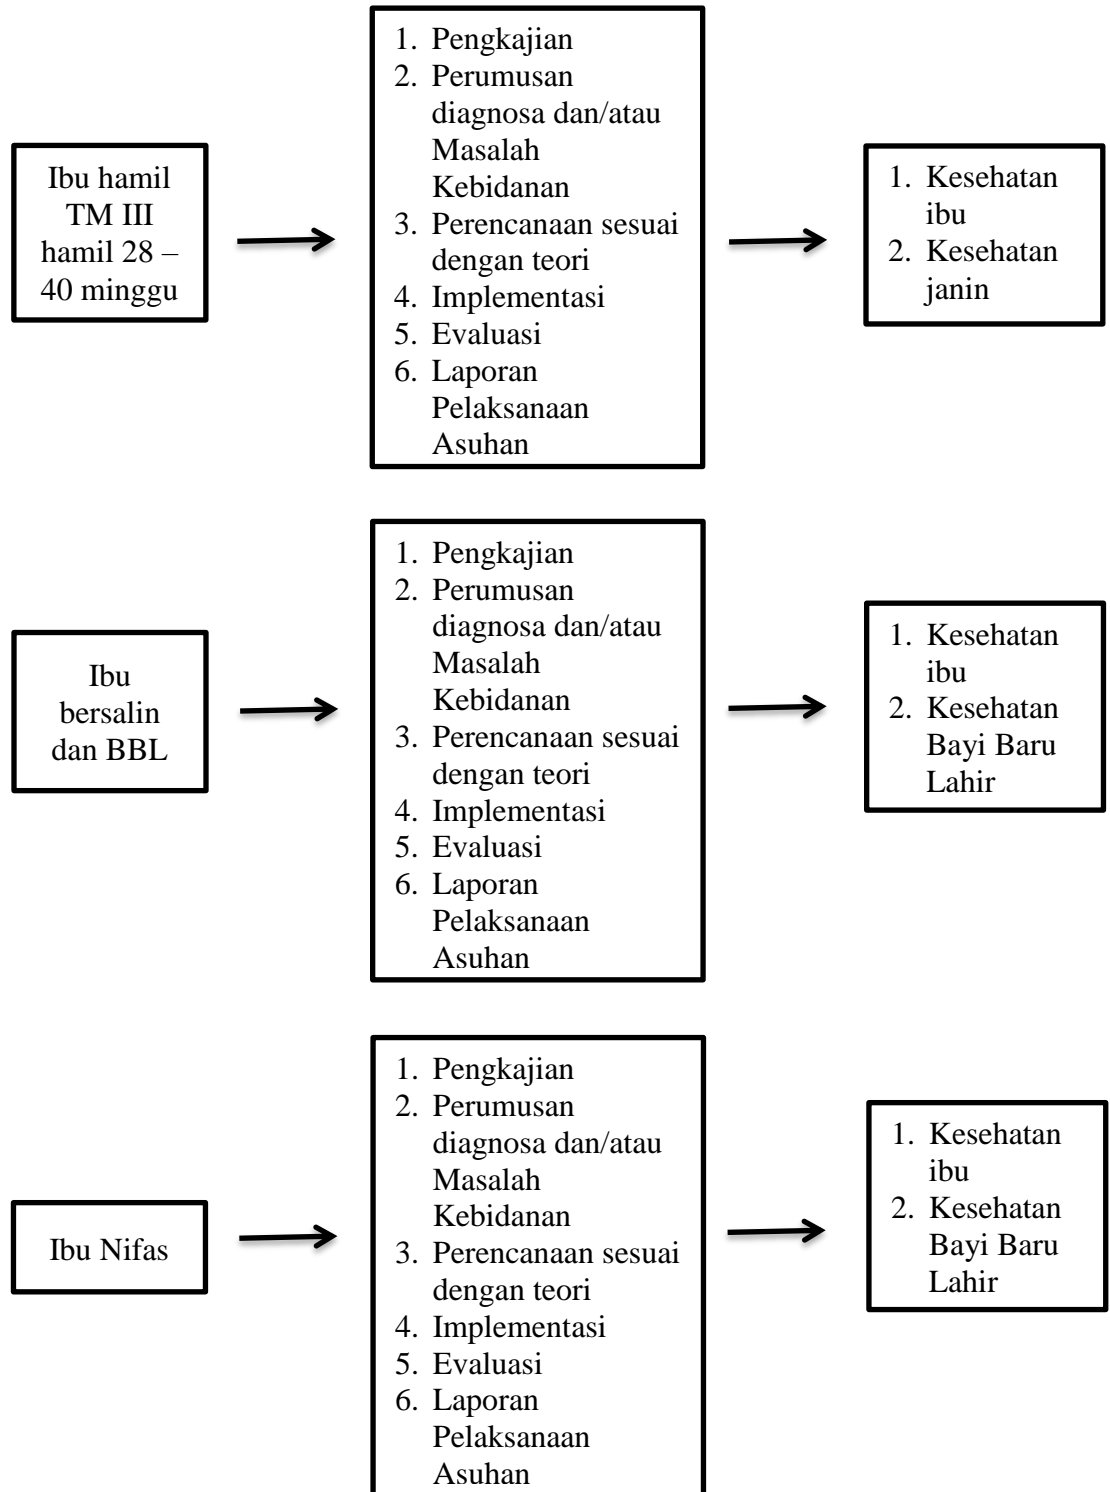 Ibu hamil
TM III
hamil 28 –
40 minggu
1. Pengkajian
2. Perumusan
diagnosa dan/atau
Masalah
Kebidanan
3. Perencanaan sesuai
dengan teori
4. Implementasi
5. Evaluasi
6. Laporan
Pelaksanaan
Asuhan
1. Kesehatan
ibu
2. Kesehatan
janin
Ibu
bersalin
dan BBL
1. Pengkajian
2. Perumusan
diagnosa dan/atau
Masalah
Kebidanan
3. Perencanaan sesuai
dengan teori
4. Implementasi
5. Evaluasi
6. Laporan
Pelaksanaan
Asuhan
1. Kesehatan
ibu
2. Kesehatan
Bayi Baru
Lahir
Ibu Nifas
1. Pengkajian
2. Perumusan
diagnosa dan/atau
Masalah
Kebidanan
3. Perencanaan sesuai
dengan teori
4. Implementasi
5. Evaluasi
6. Laporan
Pelaksanaan
Asuhan
1. Kesehatan
ibu
2. Kesehatan
Bayi Baru
Lahir